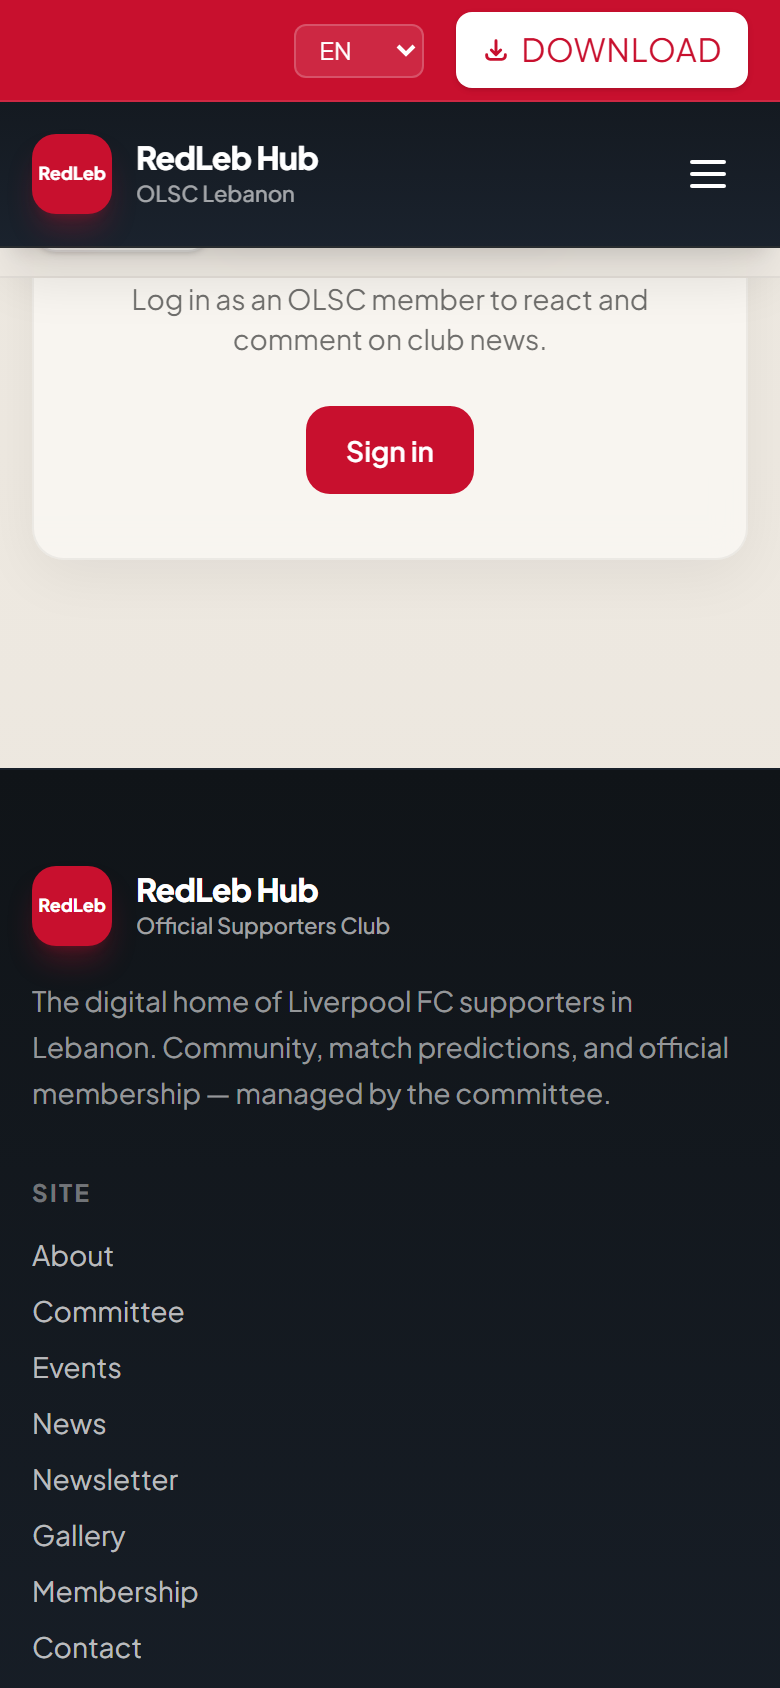 EN
DOWNLOAD
RedLeb
RedLeb Hub
OLSC Lebanon
Log in as an OLSC member to react and
comment on club news.
Sign in
RedLeb
RedLeb Hub
Official Supporters Club
The digital home of Liverpool FC supporters in
Lebanon. Community, match predictions, and official
membership — managed by the committee.
SITE
About
Committee
Events
News
Newsletter
Gallery
Membership
Contact